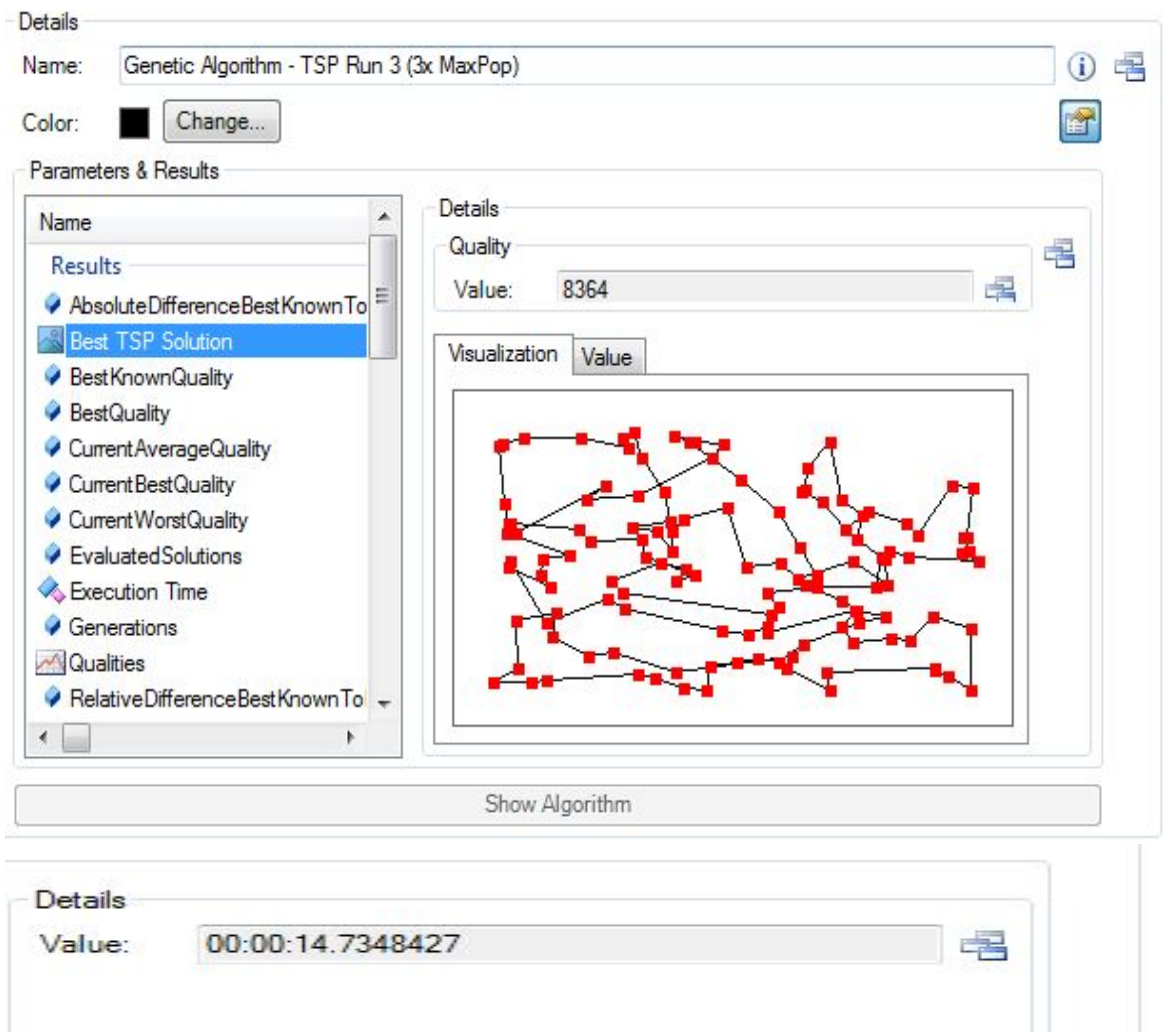 Details
Name: Genetic Algorithm - TSP Run 3 (3x MaxPop)
Color: Change...
Parameters & Results
Name
Results
AbsoluteDifferenceBestKnownTo
Best TSP Solution
BestKnownQuality
BestQuality
CurrentAverageQuality
CurrentBestQuality
CurrentWorstQuality
EvaluatedSolutions
Execution Time
Generations
Qualities
RelativeDifferenceBestKnownTo
Details
Quality
Value: 8364
Visualization Value
Show Algorithm
Details
Value: 00:00:14.7348427